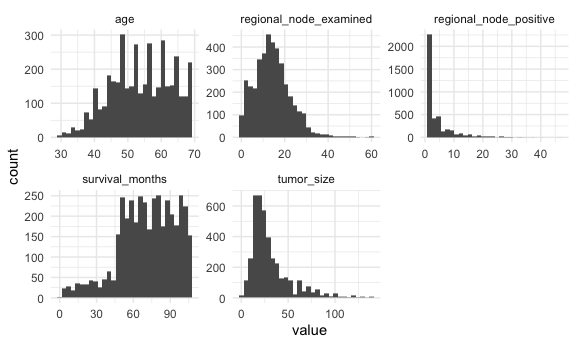 age
regional_node_examined
regional_node_positive
300
200
100
0
30 40 50 60 70
400
300
200
100
0
0 20 40 60
2000
1500
1000
500
0
0 10 20 30 40
count
survival_months
tumor_size
250
200
150
100
50
0
0 30 60 90
600
400
200
0
0 50 100
value